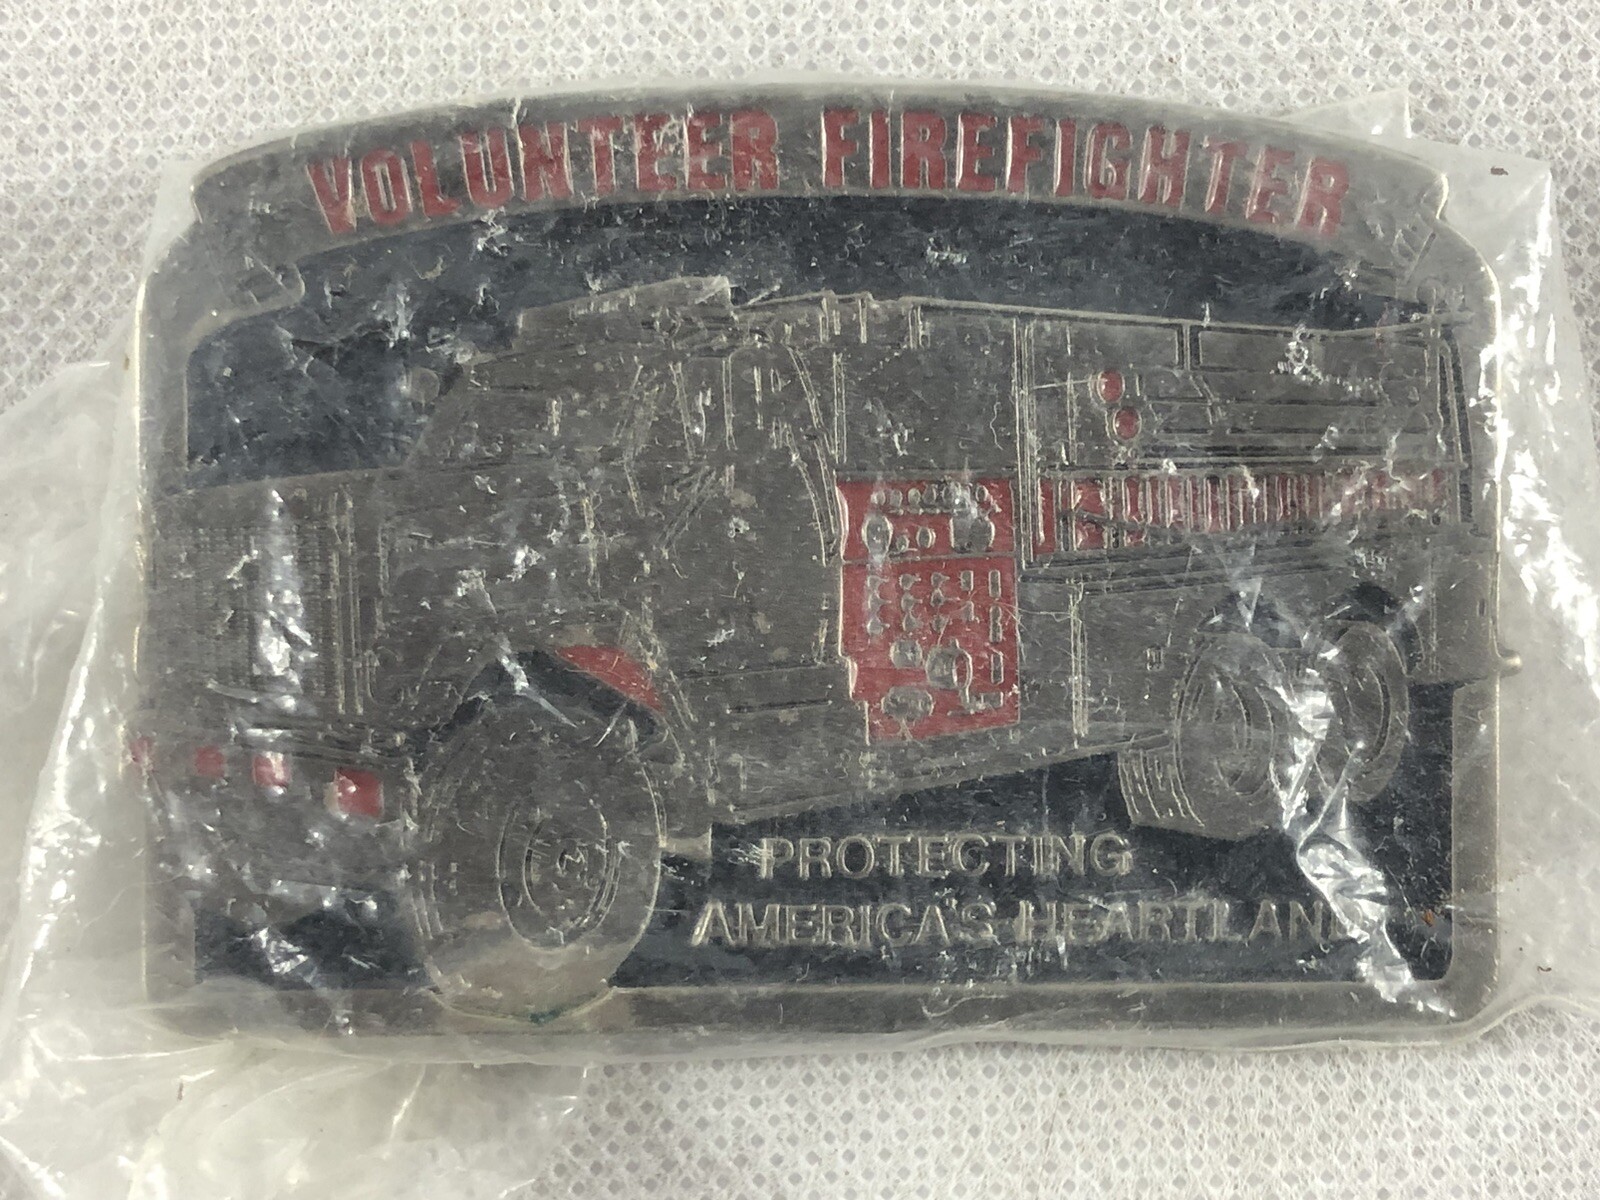 VOLUNTEER FIREFIGHTER
PROTECTING
AMERICA'S HEARTLAND